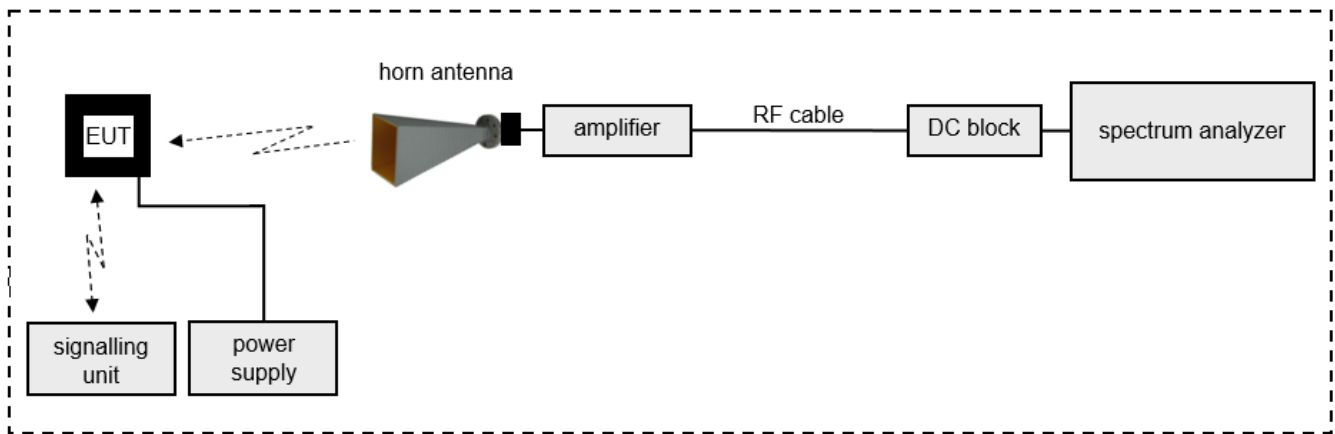 horn antenna
EUT
amplifier
RF cable
DC block
spectrum analyzer
signalling
unit
power
supply